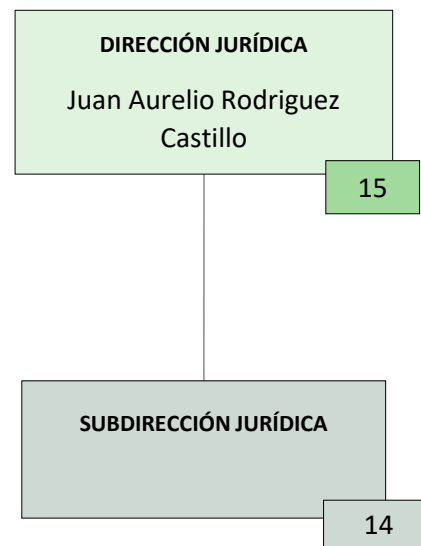 DIRECCIÓN JURÍDICA
Juan Aurelio Rodriguez
Castillo
15
SUBDIRECCIÓN JURÍDICA
14